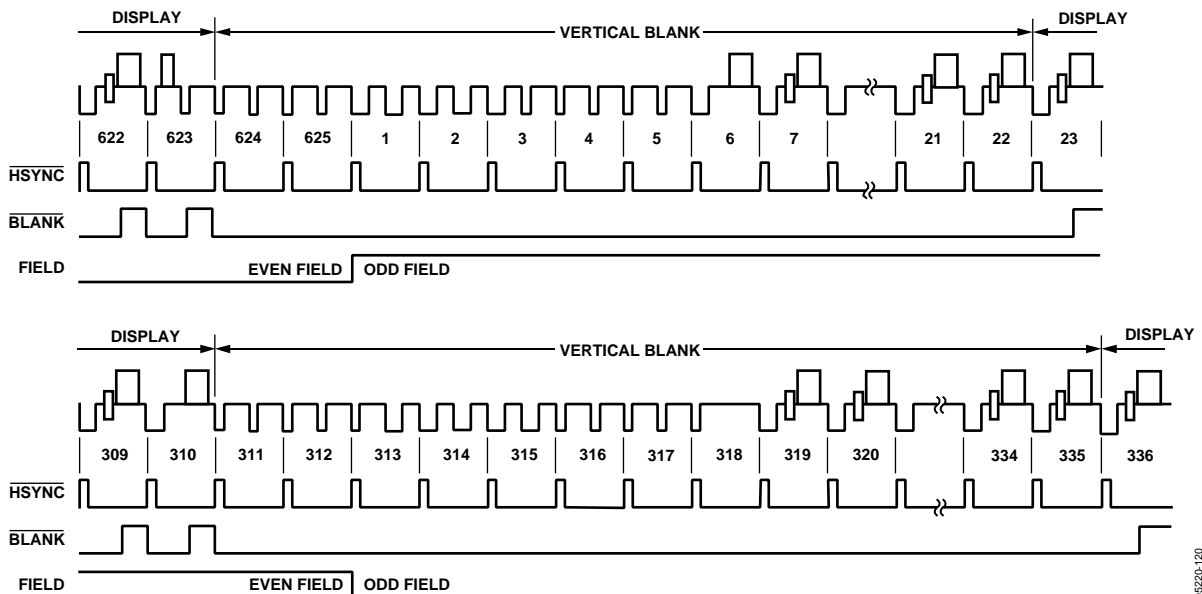 DISPLAY VERTICAL BLANK DISPLAY
622 623 624 625 1 2 3 4 5 6 7 21 22 23
HSYNC
BLANK
FIELD EVEN FIELD ODD FIELD
DISPLAY VERTICAL BLANK DISPLAY
309 310 311 312 313 314 315 316 317 318 319 320 334 335 336
HSYNC
BLANK
FIELD EVEN FIELD ODD FIELD
05220-120